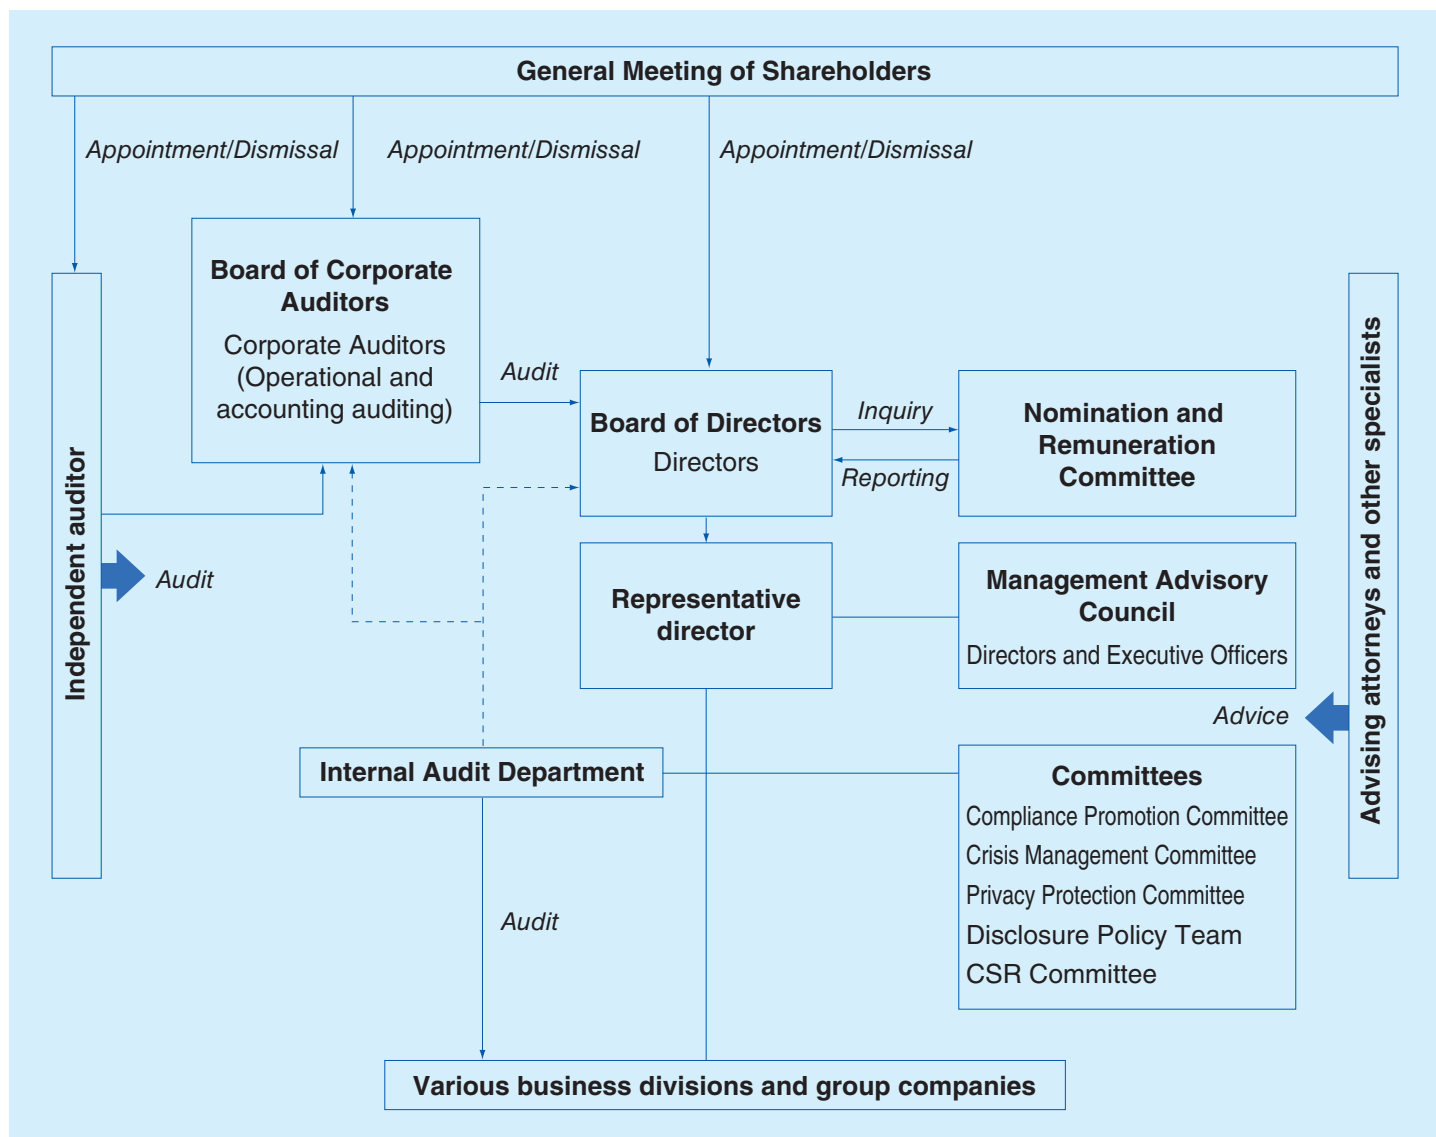 General Meeting of Shareholders
Appointment/Dismissal
Appointment/Dismissal
Appointment/Dismissal
Board of Corporate
Auditors
Corporate Auditors
(Operational and
accounting auditing)
Audit
Board of Directors
Directors
Inquiry
Reporting
Nomination and
Remuneration
Committee
Independent auditor
Audit
Representative
director
Management Advisory
Council
Directors and Executive Officers
Advising attorneys and other specialists
Advice
Internal Audit Department
Committees
Compliance Promotion Committee
Crisis Management Committee
Privacy Protection Committee
Disclosure Policy Team
CSR Committee
Audit
Various business divisions and group companies